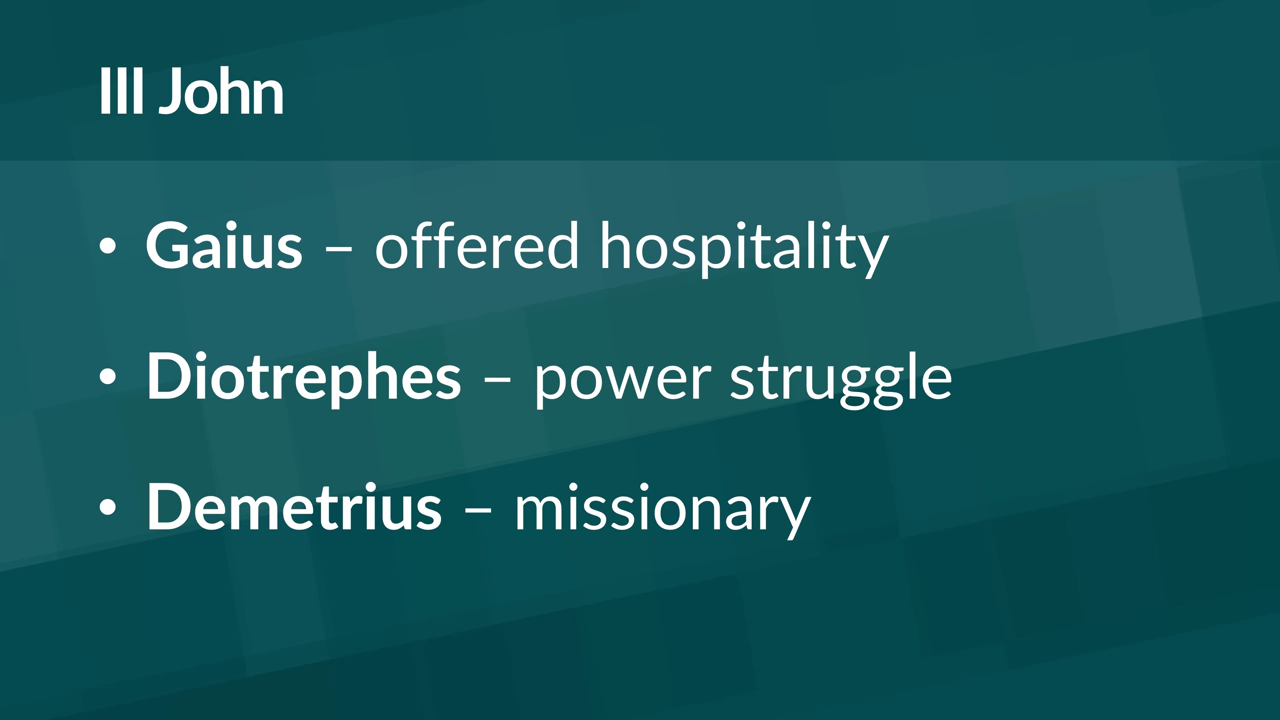 III John
• Gaius – offered hospitality
• Diotrephes – power struggle
• Demetrius – missionary